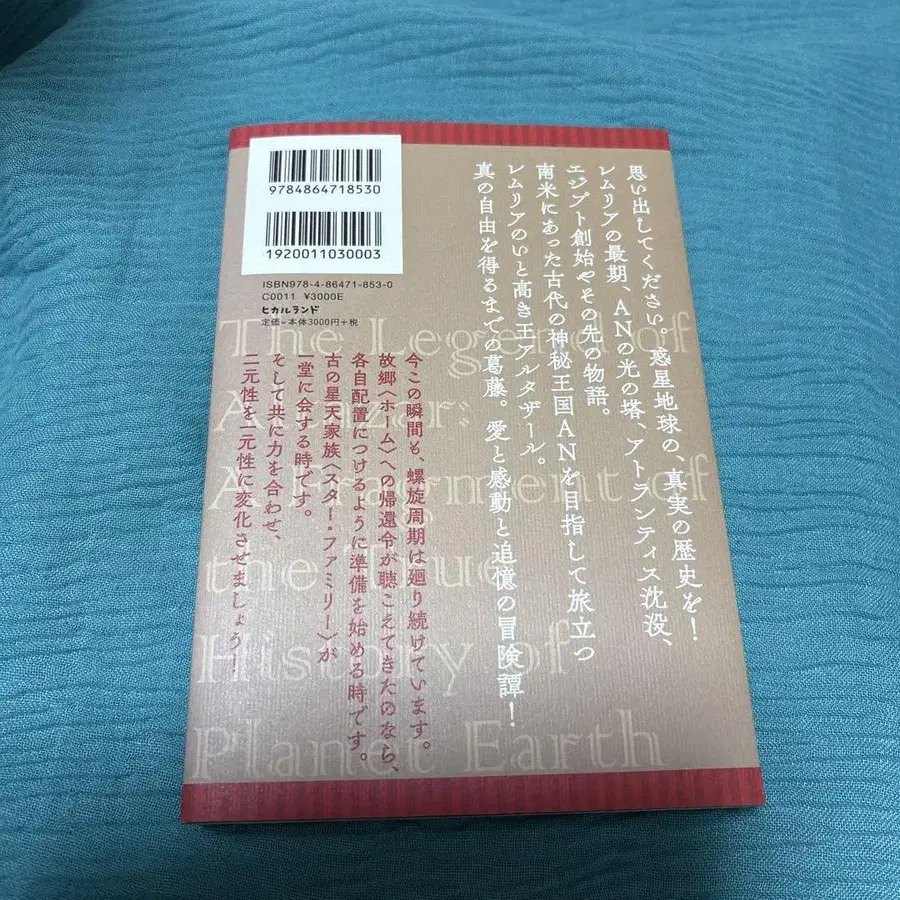 9784864718530
1920011030003
ISBN978-4-86471-853-0
C0011 ¥3000E
ヒカルランド
定価=本体3000円+税
思い出してください。惑星地球の、真実の歴史を！
レムリアの最期、ANの光の塔、アトランティス沈没、
エジプト創始やその先の物語。
南米にあった古代の神秘王国ANを目指して旅立つ
レムリアのいと高き王アルタザール。
真の自由を得るまでの葛藤。愛と感動と追憶の冒険譚！
今この瞬間も、螺旋周期は廻り続けています。
故郷〈ホーム〉への帰還令が聴こえてきたのなら、
各自配置につけるように準備を始める時です。
古の星天家族〈スター・ファミリー〉が
一堂に会する時です。
そして共に力を合わせ、
二元性を一元性に変化させましょう！
The Legend of
Altazar:
A Fragment of
the True
History of
Planet Earth